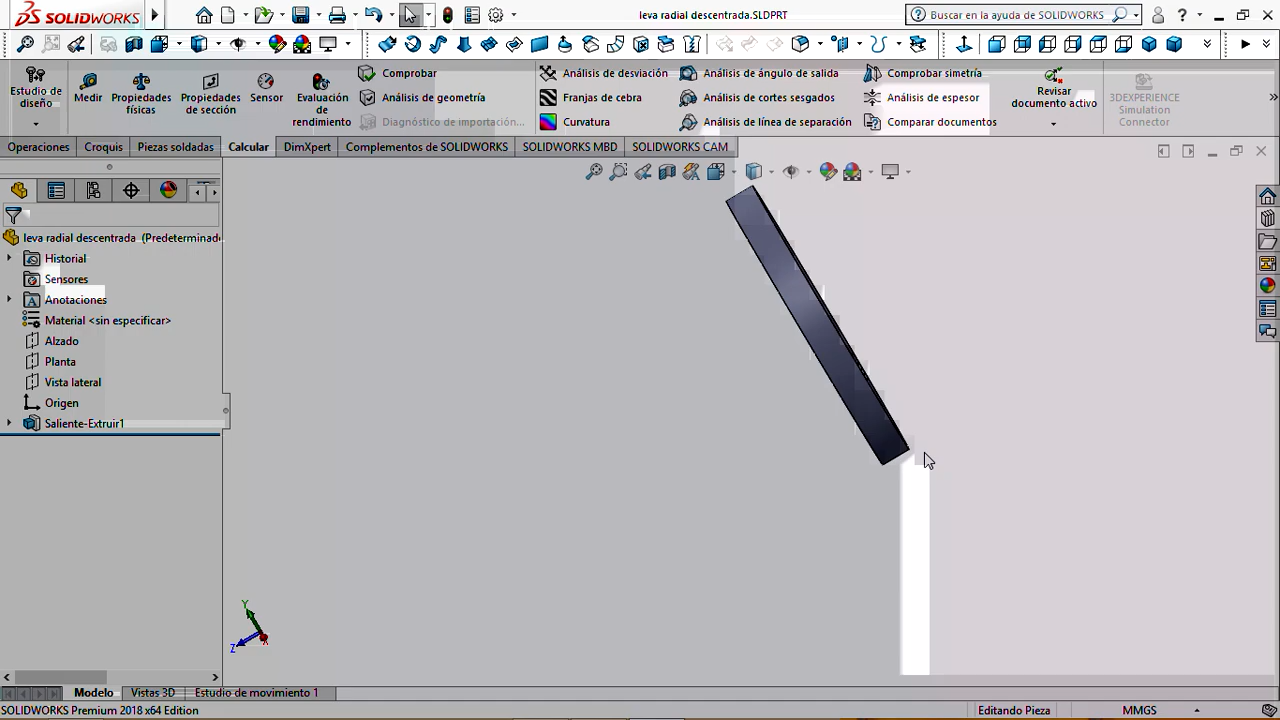 SOLIDWORKS
leva radial descentrada.SLDPRT
Buscar en la ayuda de SOLIDWORKS
Estudio de diseño
Medir
Propiedades físicas
Propiedades de sección
Sensor
Evaluación de rendimiento
Comprobar
Análisis de geometría
Diagnóstico de importación...
Análisis de desviación
Franjas de cebra
Curvatura
Análisis de ángulo de salida
Análisis de cortes sesgados
Análisis de línea de separación
Comprobar simetría
Análisis de espesor
Comparar documentos
Revisar documento activo
3DEXPERIENCE Simulation Connector
Operaciones
Croquis
Piezas soldadas
Calcular
DimXpert
Complementos de SOLIDWORKS
SOLIDWORKS MBD
SOLIDWORKS CAM
leva radial descentrada (Predeterminado
Historial
Sensores
Anotaciones
Material <sin especificar>
Alzado
Planta
Vista lateral
Origen
Saliente-Extruir1
Y
Z
X
Modelo
Vistas 3D
Estudio de movimiento 1
SOLIDWORKS Premium 2018 x64 Edition
Editando Pieza
MMGS